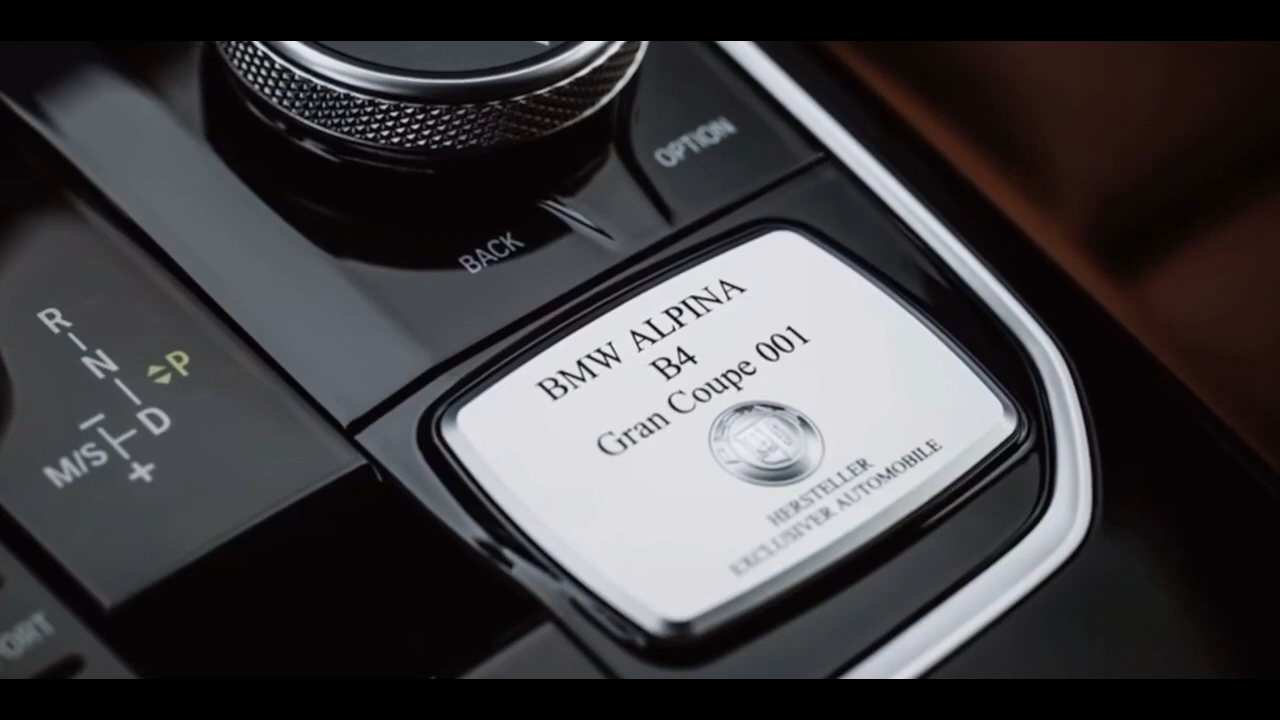 OPTION
BACK
R
N
P
D
M/S
+
BMW ALPINA
B4
Gran Coupe 001
HERSTELLER
EXCLUSIVER AUTOMOBILE